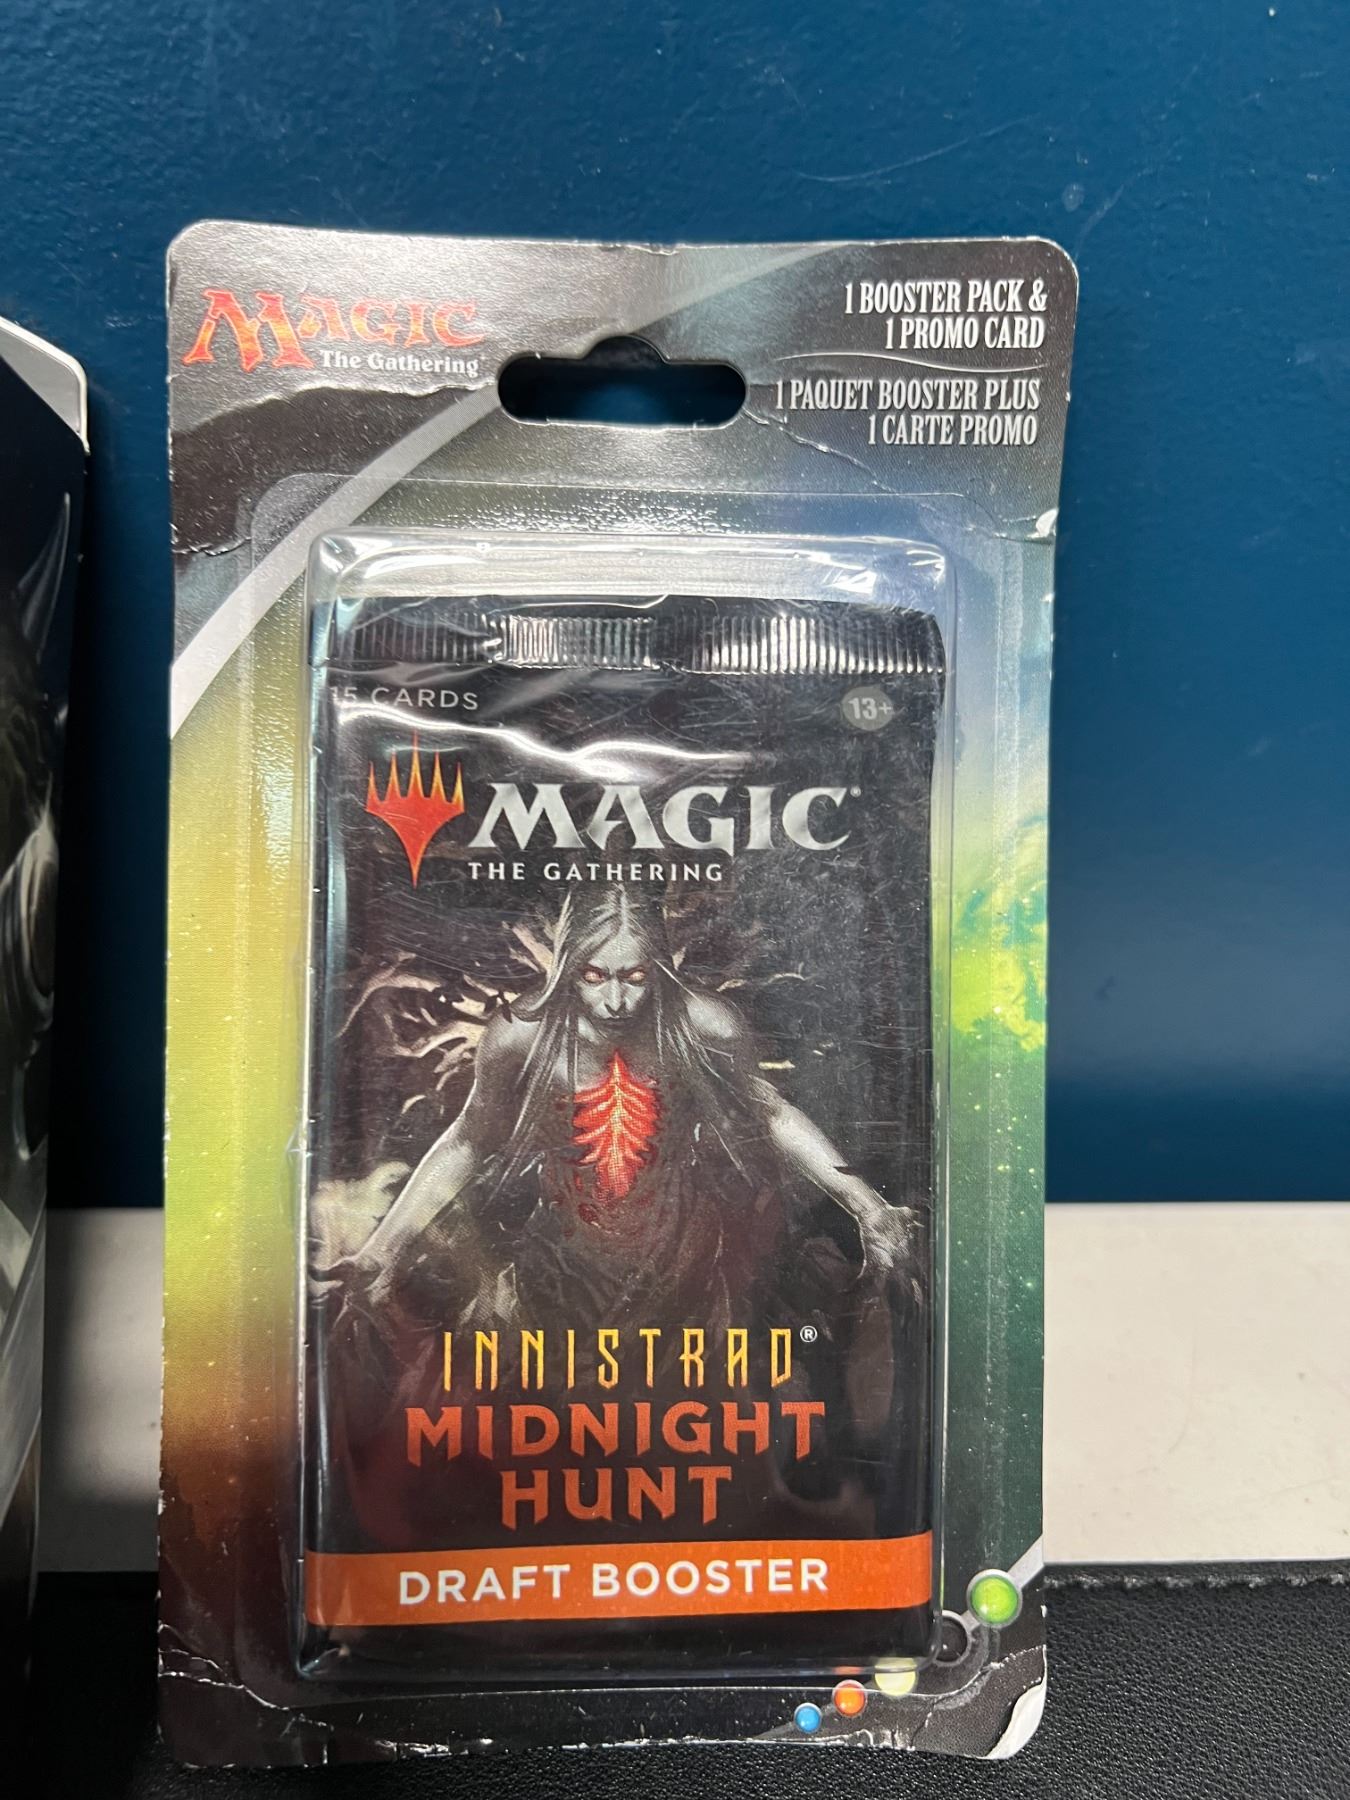 MAGIC
The Gathering
1 BOOSTER PACK &
1 PROMO CARD
1 PAQUET BOOSTER PLUS
1 CARTE PROMO
15 CARDS
13+
MAGIC®
THE GATHERING
INNISTRAD®
MIDNIGHT
HUNT
DRAFT BOOSTER